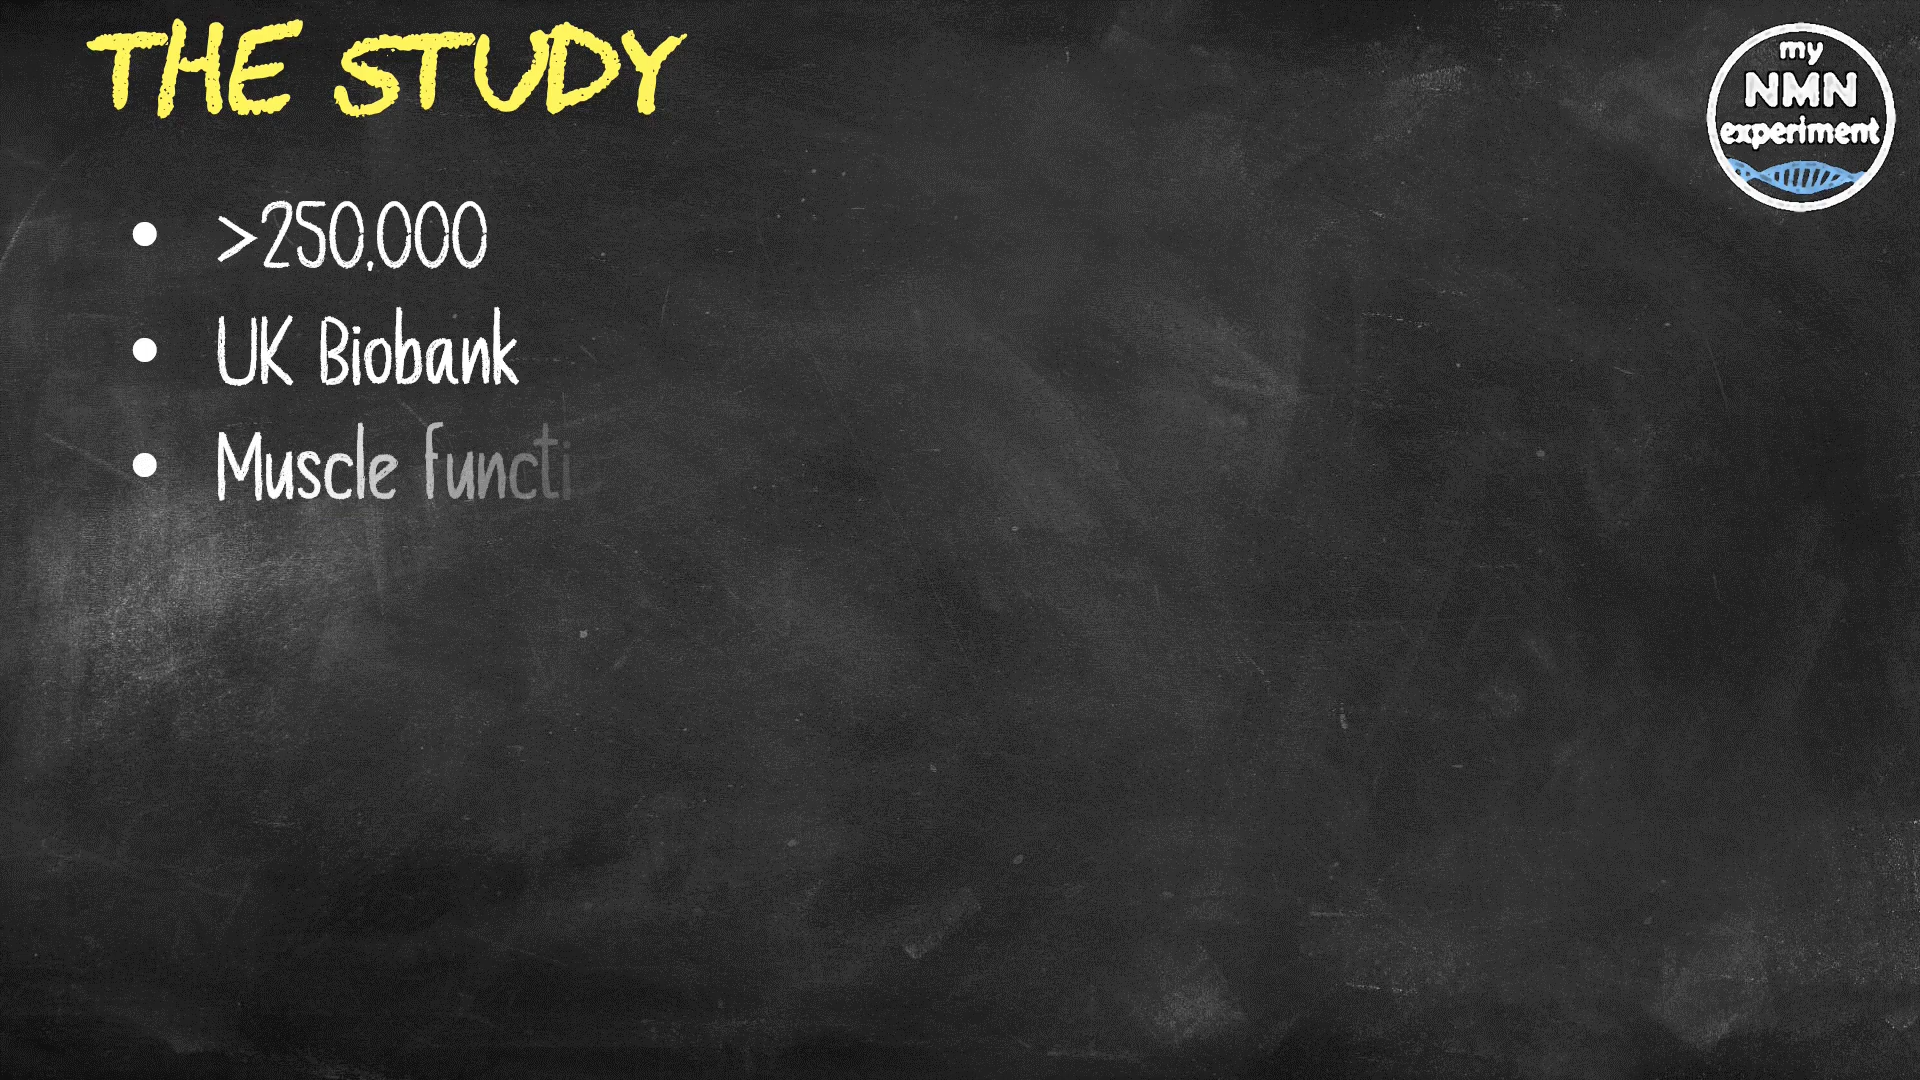 THE STUDY
my
NMN
experiment
>250,000
UK Biobank
Muscle functi